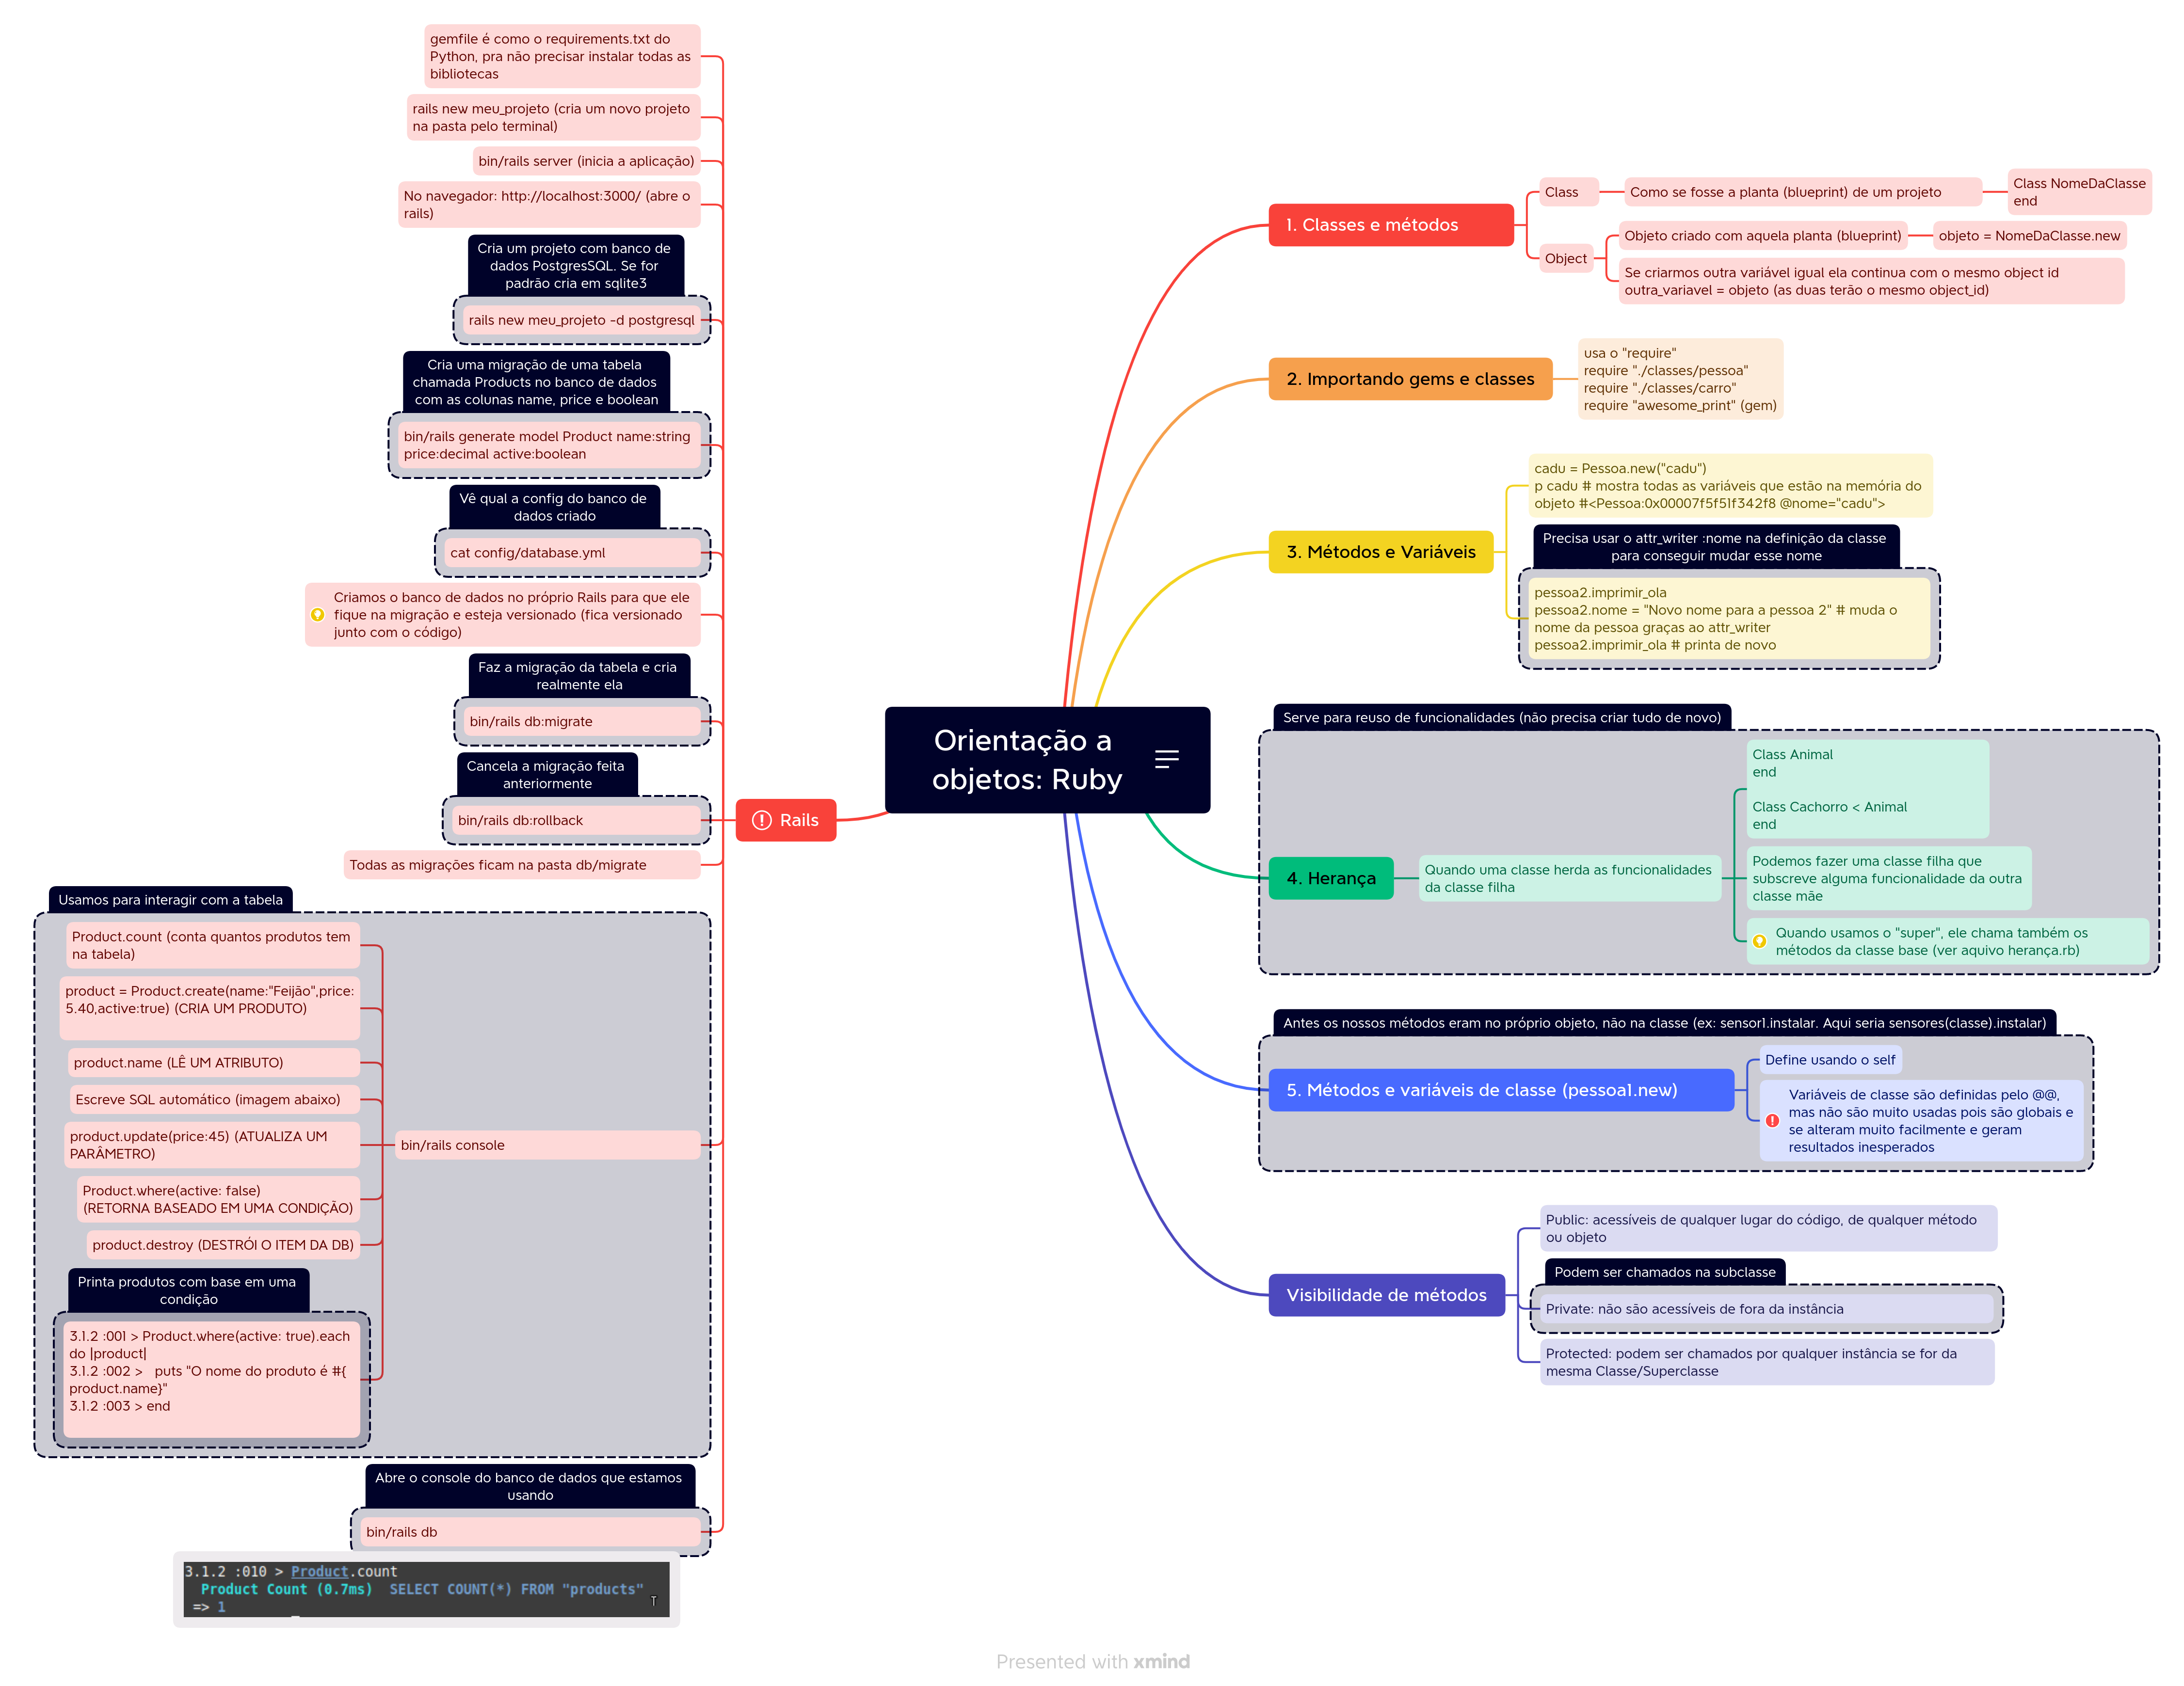 Orientação a
objetos: Ruby
1. Classes e métodos
Class
Como se fosse a planta (blueprint) de um projeto
Class NomeDaClasse
end
Object
Objeto criado com aquela planta (blueprint)
objeto = NomeDaClasse.new
Se criarmos outra variável igual ela continua com o mesmo object id
outra_variavel = objeto (as duas terão o mesmo object_id)
2. Importando gems e classes
usa o "require"
require "./classes/pessoa"
require "./classes/carro"
require "awesome_print" (gem)
3. Métodos e Variáveis
cadu = Pessoa.new("cadu")
p cadu # mostra todas as variáveis que estão na memória do
objeto #<Pessoa:0x00007f5f51f342f8 @nome="cadu">
Precisa usar o attr_writer :nome na definição da classe
para conseguir mudar esse nome
pessoa2.imprimir_ola
pessoa2.nome = "Novo nome para a pessoa 2" # muda o
nome da pessoa graças ao attr_writer
pessoa2.imprimir_ola # printa de novo
Serve para reuso de funcionalidades (não precisa criar tudo de novo)
4. Herança
Quando uma classe herda as funcionalidades
da classe filha
Class Animal
end
Class Cachorro < Animal
end
Podemos fazer uma classe filha que
subscreve alguma funcionalidade da outra
classe mãe
Quando usamos o "super", ele chama também os
métodos da classe base (ver aquivo herança.rb)
Antes os nossos métodos eram no próprio objeto, não na classe (ex: sensor1.instalar. Aqui seria sensores(classe).instalar)
5. Métodos e variáveis de classe (pessoa1.new)
Define usando o self
Variáveis de classe são definidas pelo @@,
mas não são muito usadas pois são globais e
se alteram muito facilmente e geram
resultados inesperados
Visibilidade de métodos
Public: acessíveis de qualquer lugar do código, de qualquer método
ou objeto
Podem ser chamados na subclasse
Private: não são acessíveis de fora da instância
Protected: podem ser chamados por qualquer instância se for da
mesma Classe/Superclasse
Rails
gemfile é como o requirements.txt do
Python, pra não precisar instalar todas as
bibliotecas
rails new meu_projeto (cria um novo projeto
na pasta pelo terminal)
bin/rails server (inicia a aplicação)
No navegador: http://localhost:3000/ (abre o
rails)
Cria um projeto com banco de
dados PostgresSQL. Se for
padrão cria em sqlite3
rails new meu_projeto -d postgresql
Cria uma migração de uma tabela
chamada Products no banco de dados
com as colunas name, price e boolean
bin/rails generate model Product name:string
price:decimal active:boolean
Vê qual a config do banco de
dados criado
cat config/database.yml
Criamos o banco de dados no próprio Rails para que ele
fique na migração e esteja versionado (fica versionado
junto com o código)
Faz a migração da tabela e cria
realmente ela
bin/rails db:migrate
Cancela a migração feita
anteriormente
bin/rails db:rollback
Todas as migrações ficam na pasta db/migrate
Usamos para interagir com a tabela
bin/rails console
Product.count (conta quantos produtos tem
na tabela)
product = Product.create(name:"Feijão",price:
5.40,active:true) (CRIA UM PRODUTO)
product.name (LÊ UM ATRIBUTO)
Escreve SQL automático (imagem abaixo)
product.update(price:45) (ATUALIZA UM
PARÂMETRO)
Product.where(active: false)
(RETORNA BASEADO EM UMA CONDIÇÃO)
product.destroy (DESTRÓI O ITEM DA DB)
Printa produtos com base em uma
condição
3.1.2 :001 > Product.where(active: true).each
do |product|
3.1.2 :002 >   puts "O nome do produto é #{
product.name}"
3.1.2 :003 > end
Abre o console do banco de dados que estamos
usando
bin/rails db
3.1.2 :010 > Product.count
Product Count (0.7ms)  SELECT COUNT(*) FROM "products"
=> 1
Presented with xmind